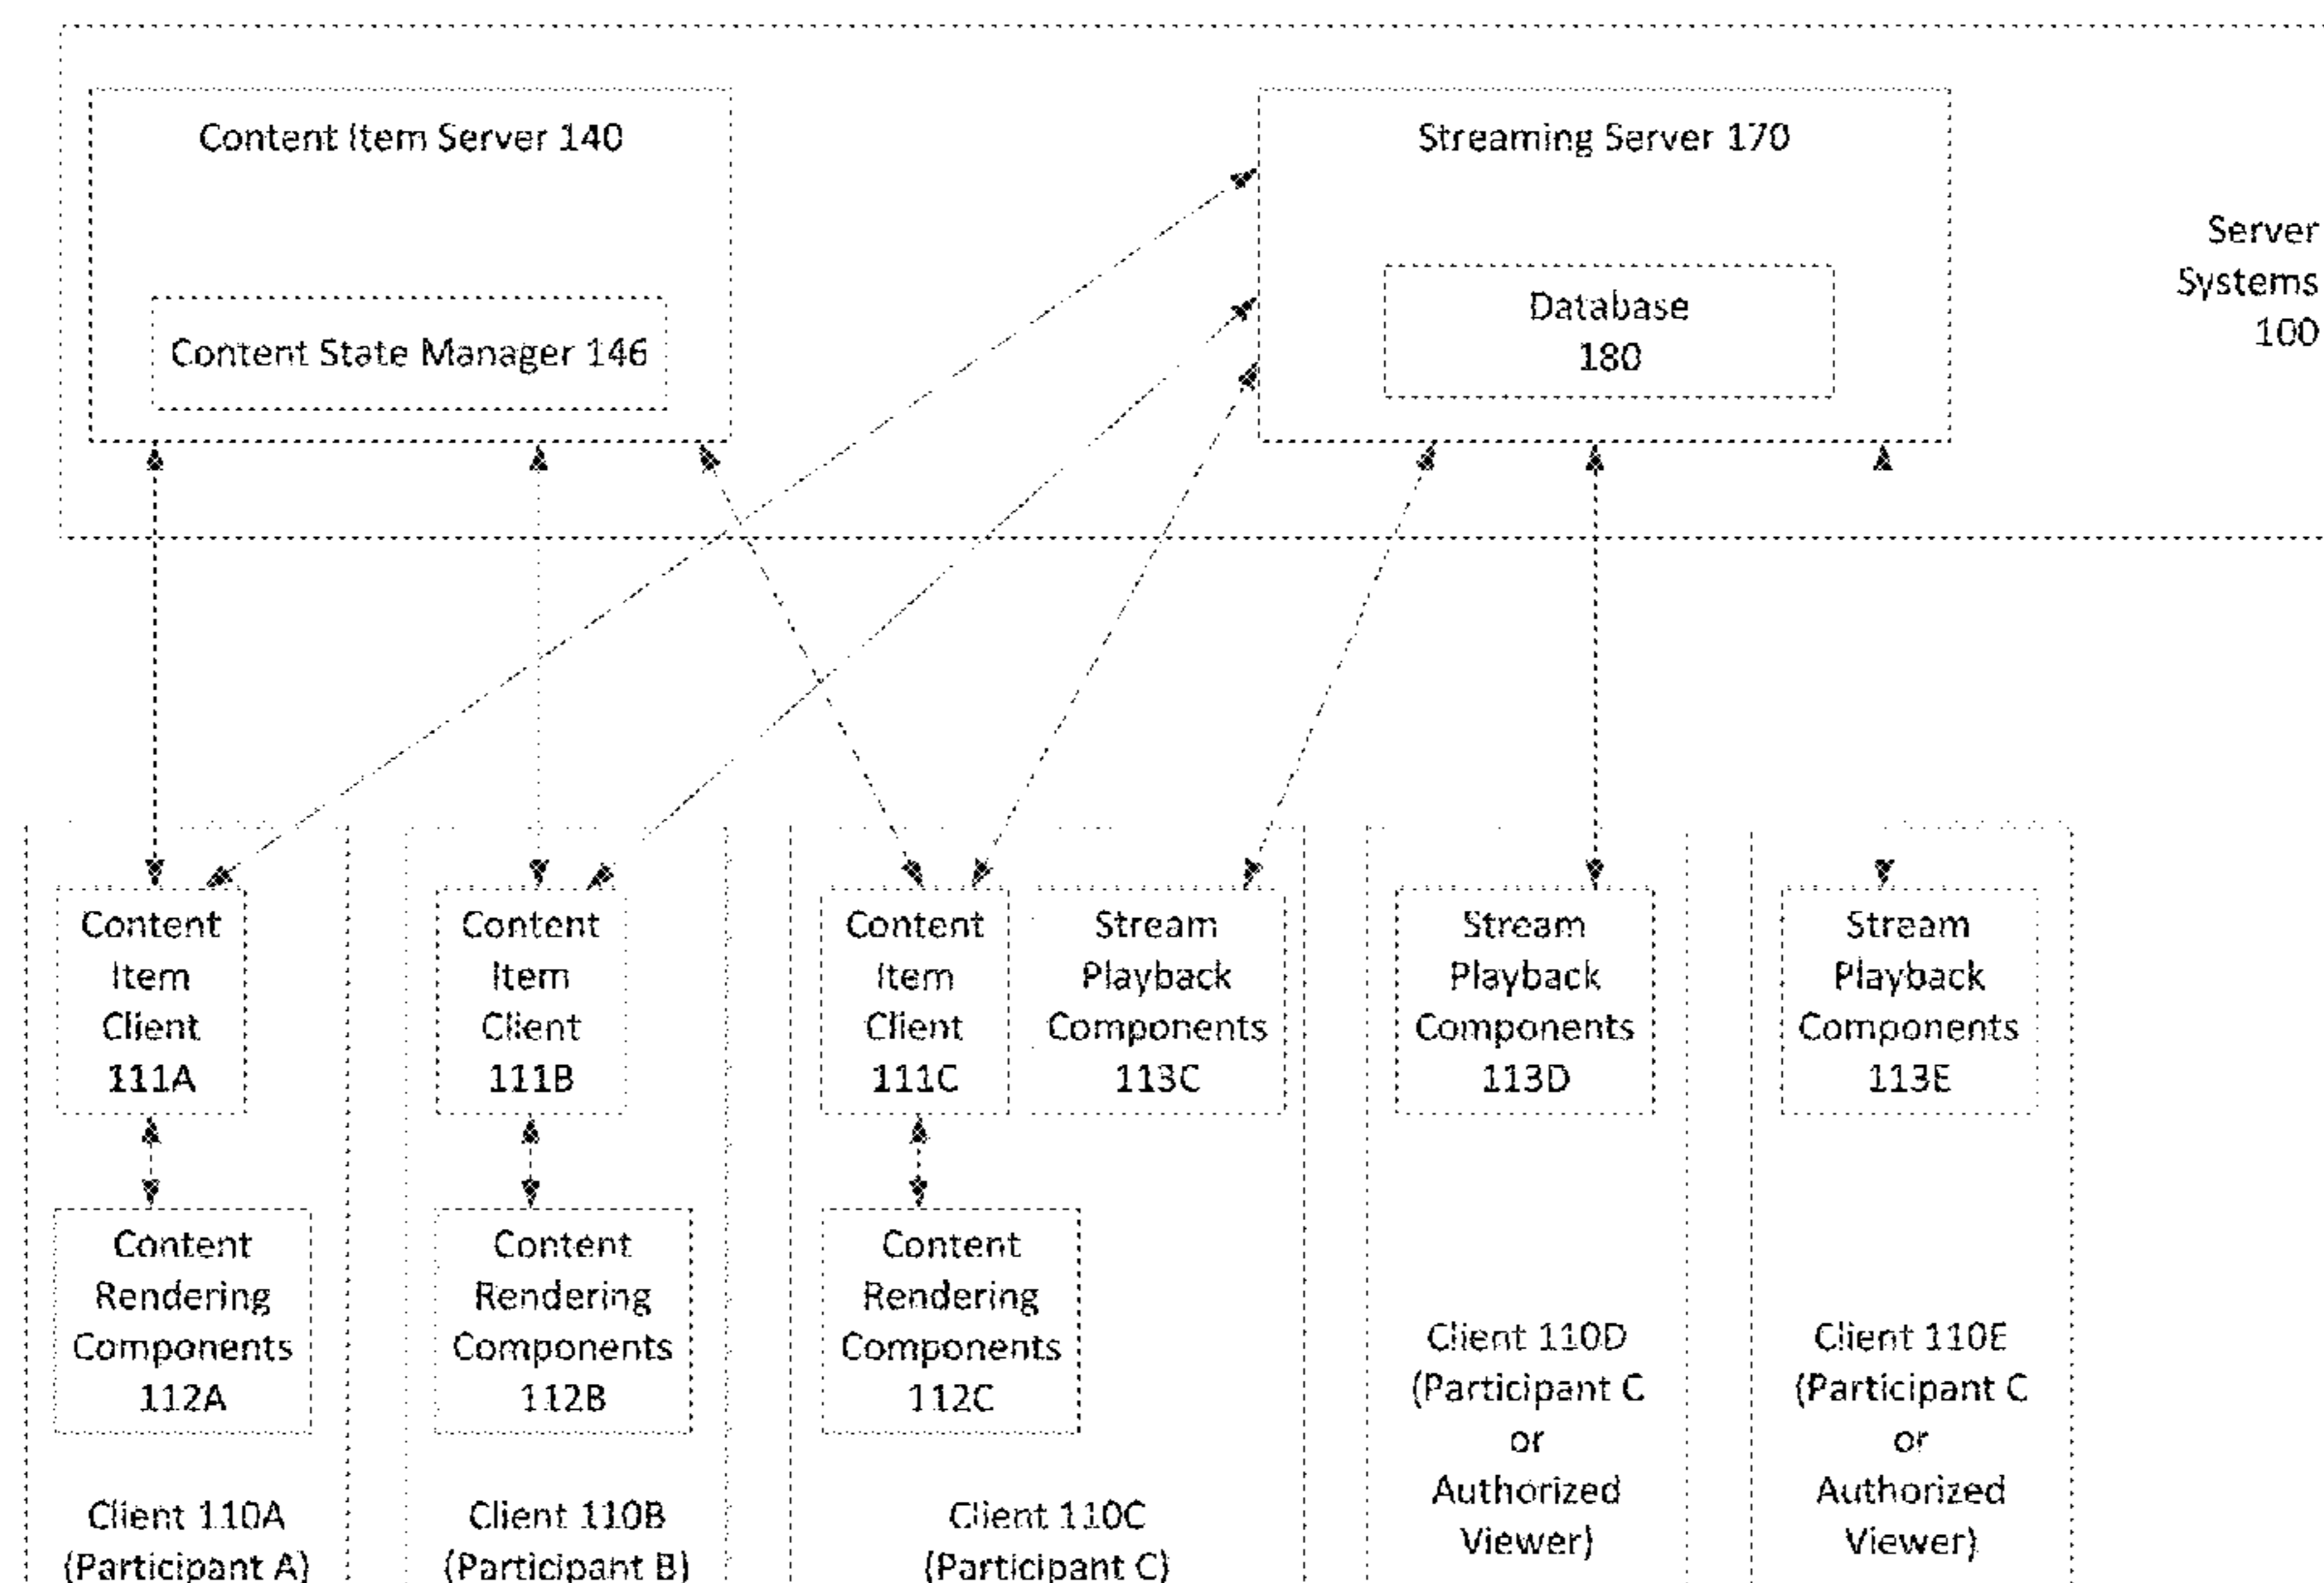 Content Item Server 140
Content State Manager 146
Streaming Server 170
Database
180
Server
Systems
100
Content
Item
Client
111A
Content
Rendering
Components
112A
Client 110A
(Participant A)
Content
Item
Client
111B
Content
Rendering
Components
112B
Client 110B
(Participant B)
Content
Item
Client
111C
Stream
Playback
Components
113C
Content
Rendering
Components
112C
Client 110C
(Participant C)
Stream
Playback
Components
113D
Client 110D
(Participant C
or
Authorized
Viewer)
Stream
Playback
Components
113E
Client 110E
(Participant C
or
Authorized
Viewer)